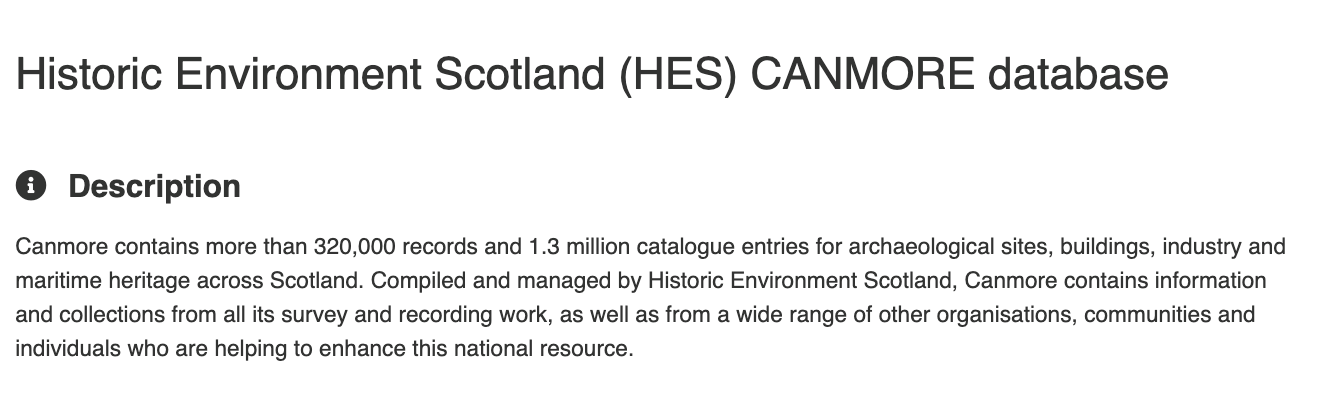 Historic Environment Scotland (HES) CANMORE database
Description
Canmore contains more than 320,000 records and 1.3 million catalogue entries for archaeological sites, buildings, industry and
maritime heritage across Scotland. Compiled and managed by Historic Environment Scotland, Canmore contains information
and collections from all its survey and recording work, as well as from a wide range of other organisations, communities and
individuals who are helping to enhance this national resource.